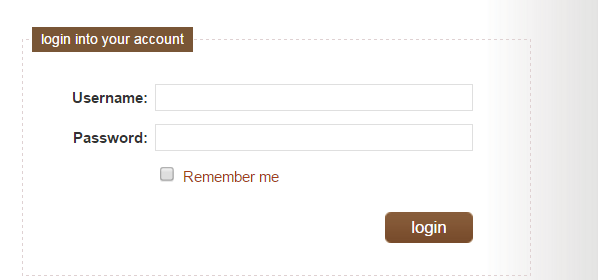 login into your account
Username:
Password:
Remember me
login